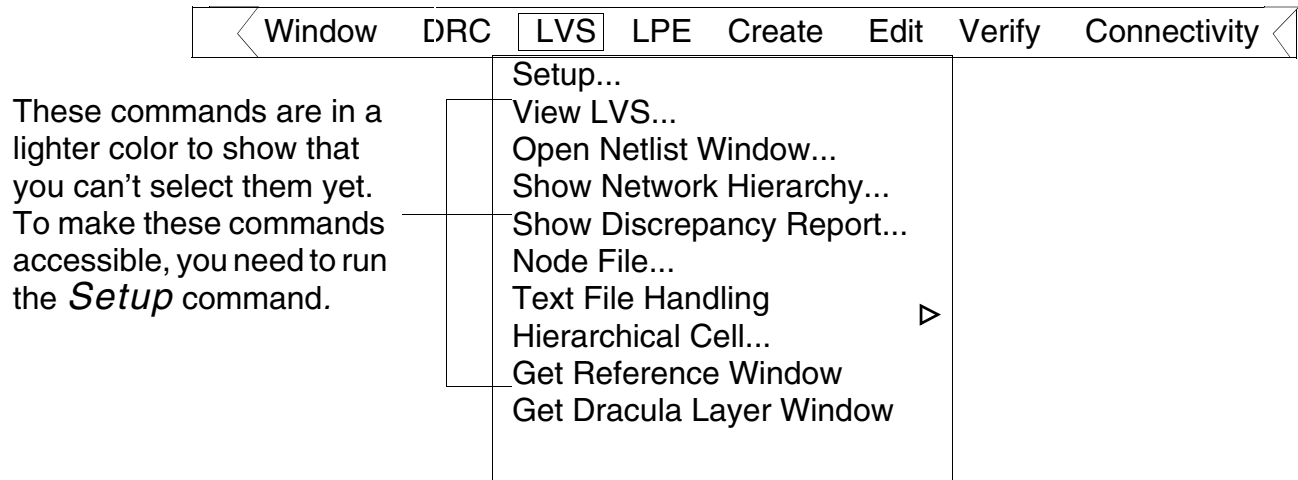 Window DRC LVS LPE Create Edit Verify Connectivity
These commands are in a
lighter color to show that
you can't select them yet.
To make these commands
accessible, you need to run
the Setup command.
Setup...
View LVS...
Open Netlist Window...
Show Network Hierarchy...
Show Discrepancy Report...
Node File...
Text File Handling
Hierarchical Cell...
Get Reference Window
Get Dracula Layer Window